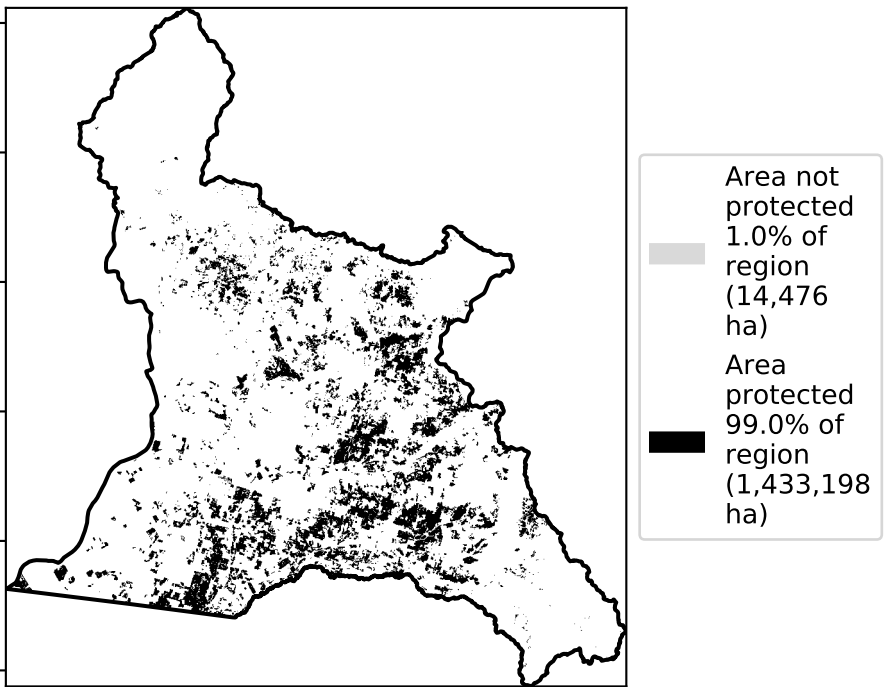 Area not
protected
1.0% of
region
(14,476
ha)
Area
protected
99.0% of
region
(1,433,198
ha)